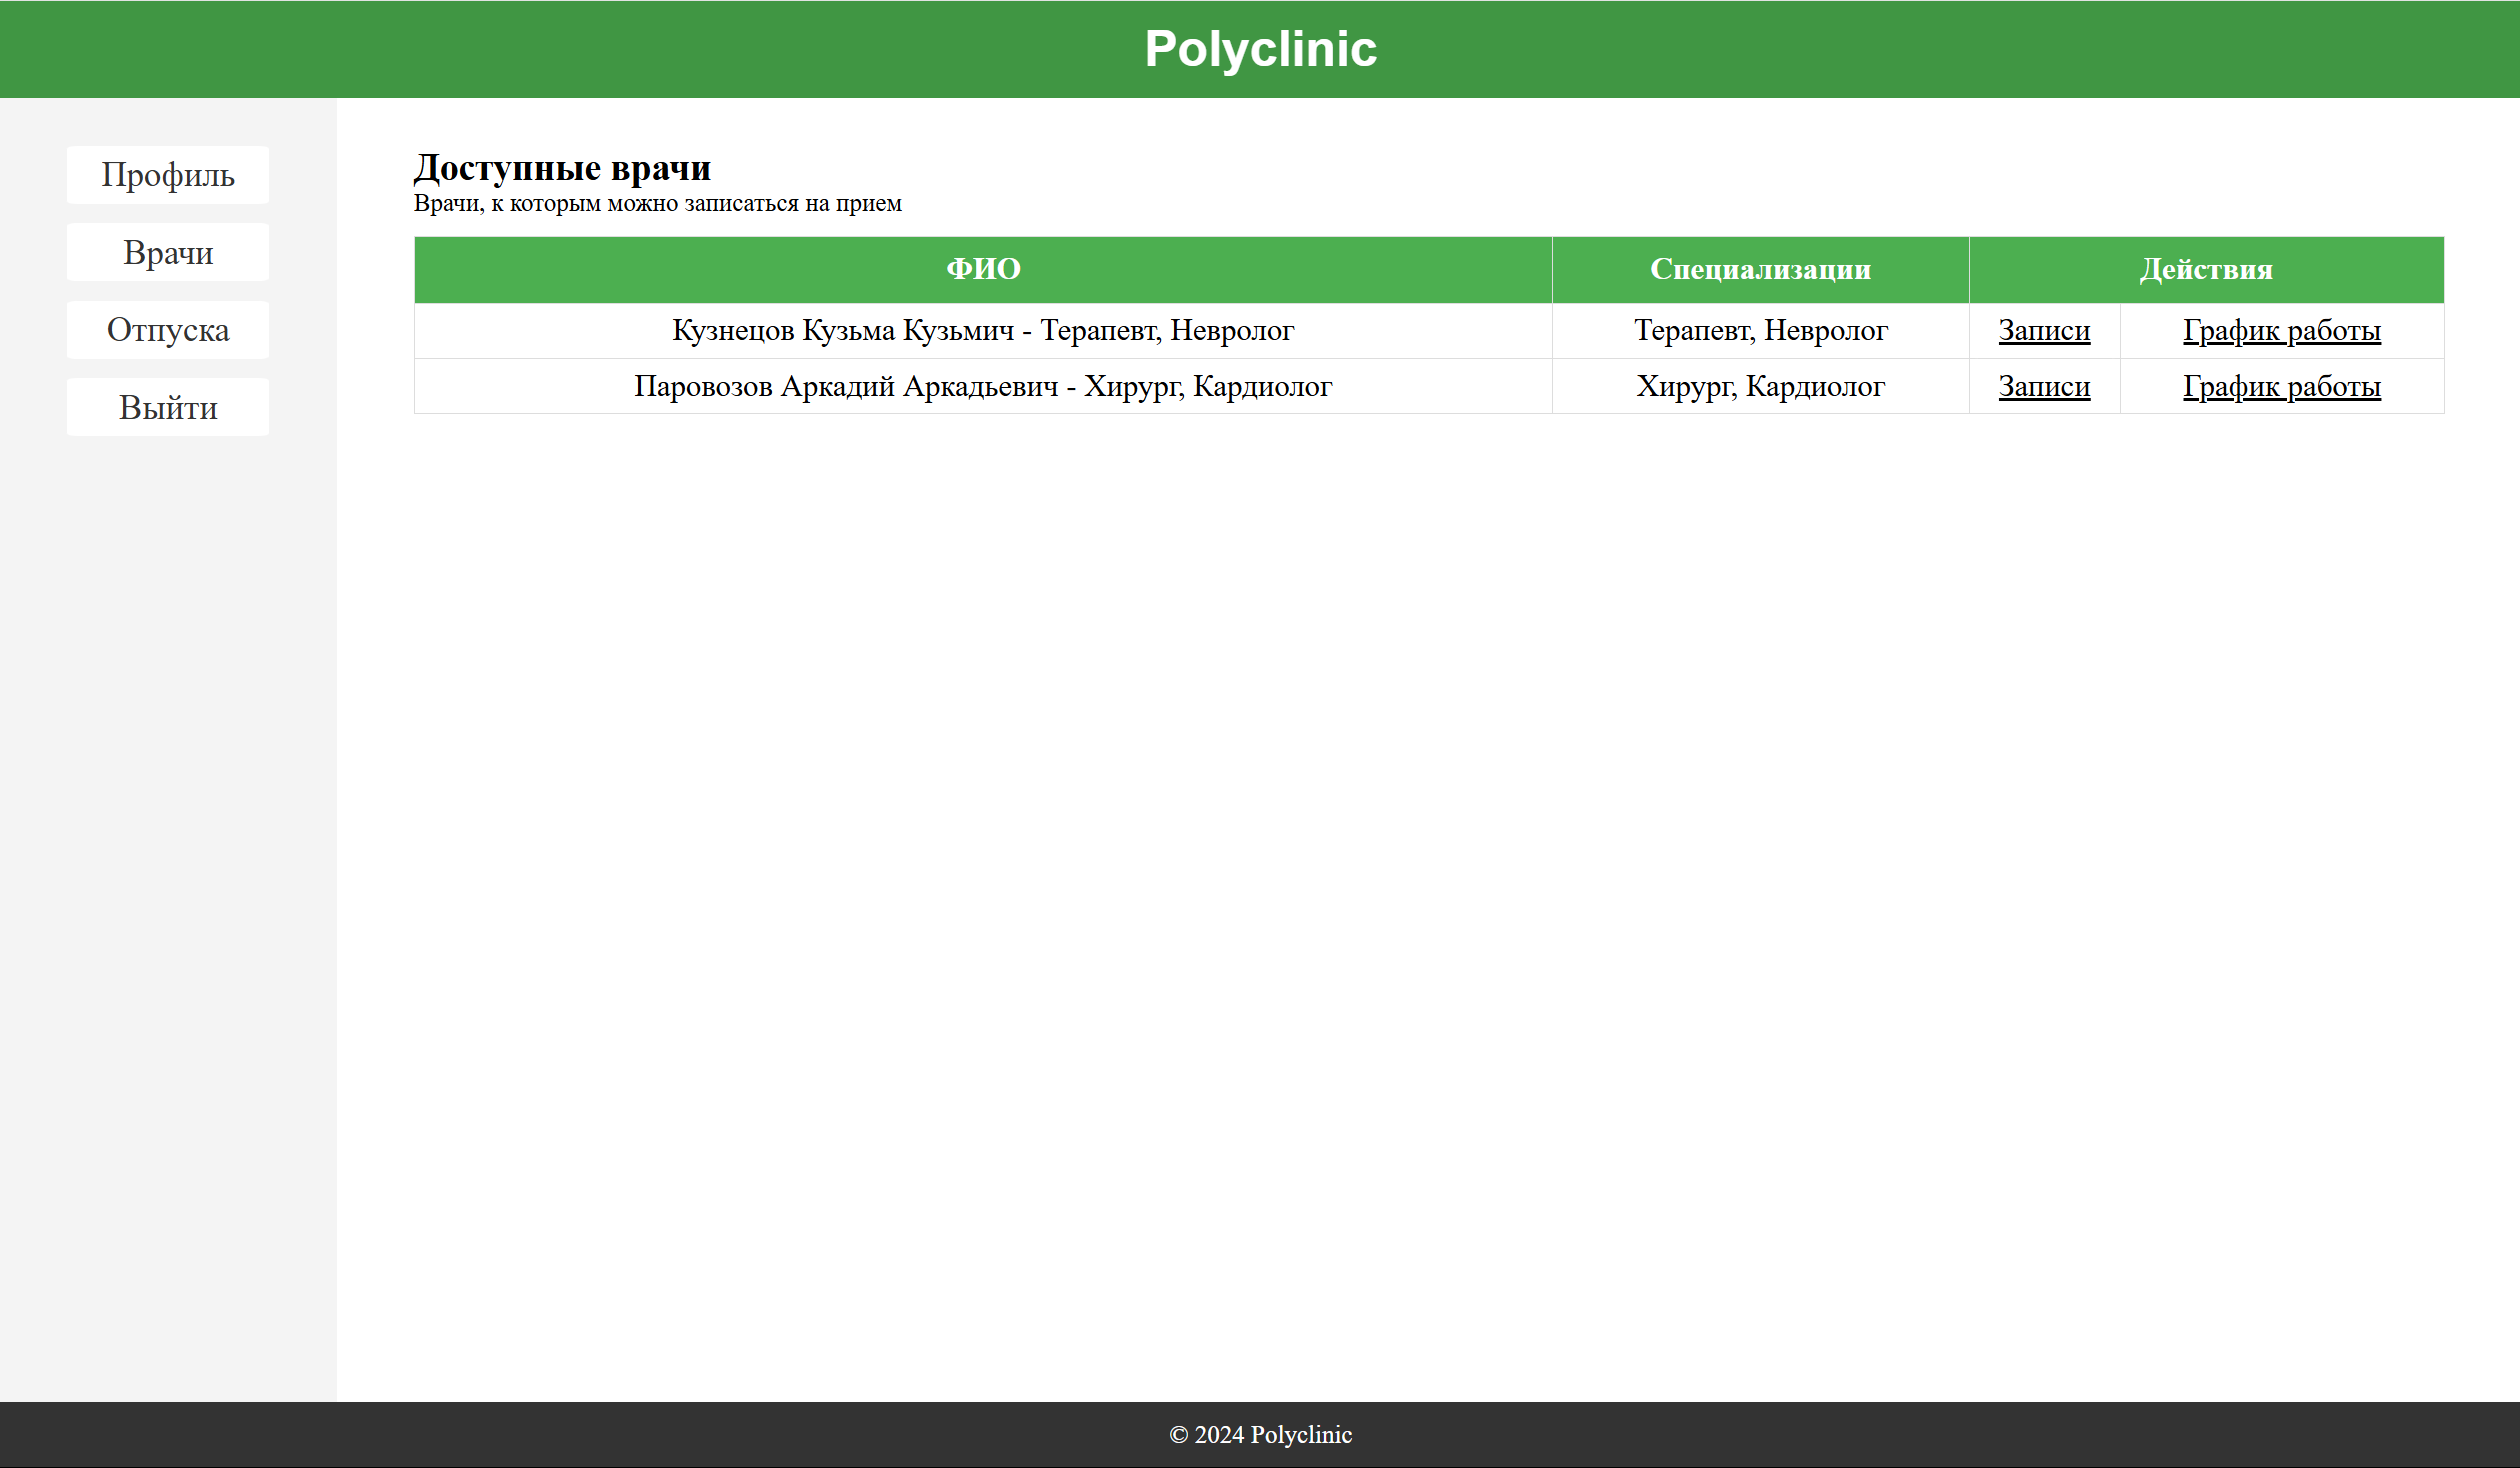 Polyclinic
Профиль
Врачи
Отпуска
Выйти
Доступные врачи
Врачи, к которым можно записаться на прием
ФИО Специализации Действия
Кузнецов Кузьма Кузьмич - Терапевт, Невролог Терапевт, Невролог Записи График работы
Паровозов Аркадий Аркадьевич - Хирург, Кардиолог Хирург, Кардиолог Записи График работы
© 2024 Polyclinic